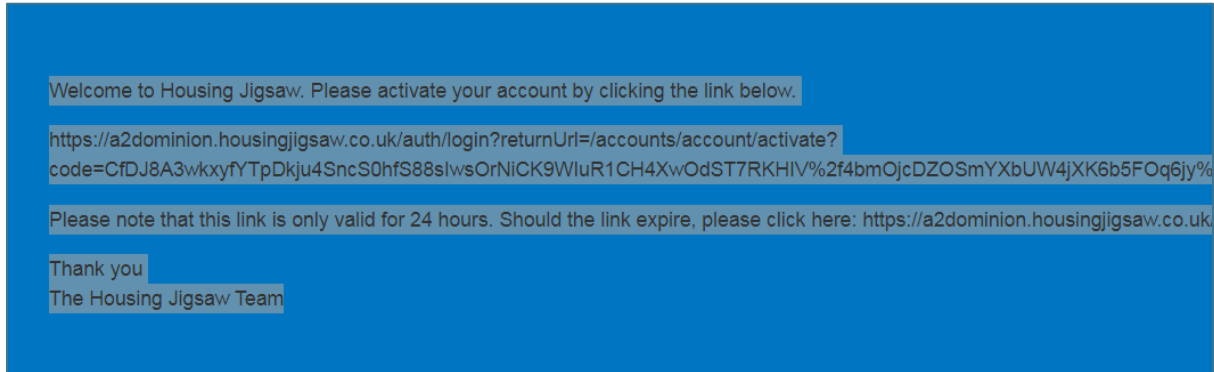 Welcome to Housing Jigsaw. Please activate your account by clicking the link below.
https://a2dominion.housingjigsaw.co.uk/auth/login?returnUrl=/accounts/account/activate?
code=CfDJ8A3wkxyfYTpDkju4SncS0hfS88sIwsOrNiCK9WIuR1CH4XwOdST7RKHIV%2f4bmOjcDZOSmYXbUW4jXK6b5FOq6jy%
Please note that this link is only valid for 24 hours. Should the link expire, please click here: https://a2dominion.housingjigsaw.co.uk/
Thank you
The Housing Jigsaw Team